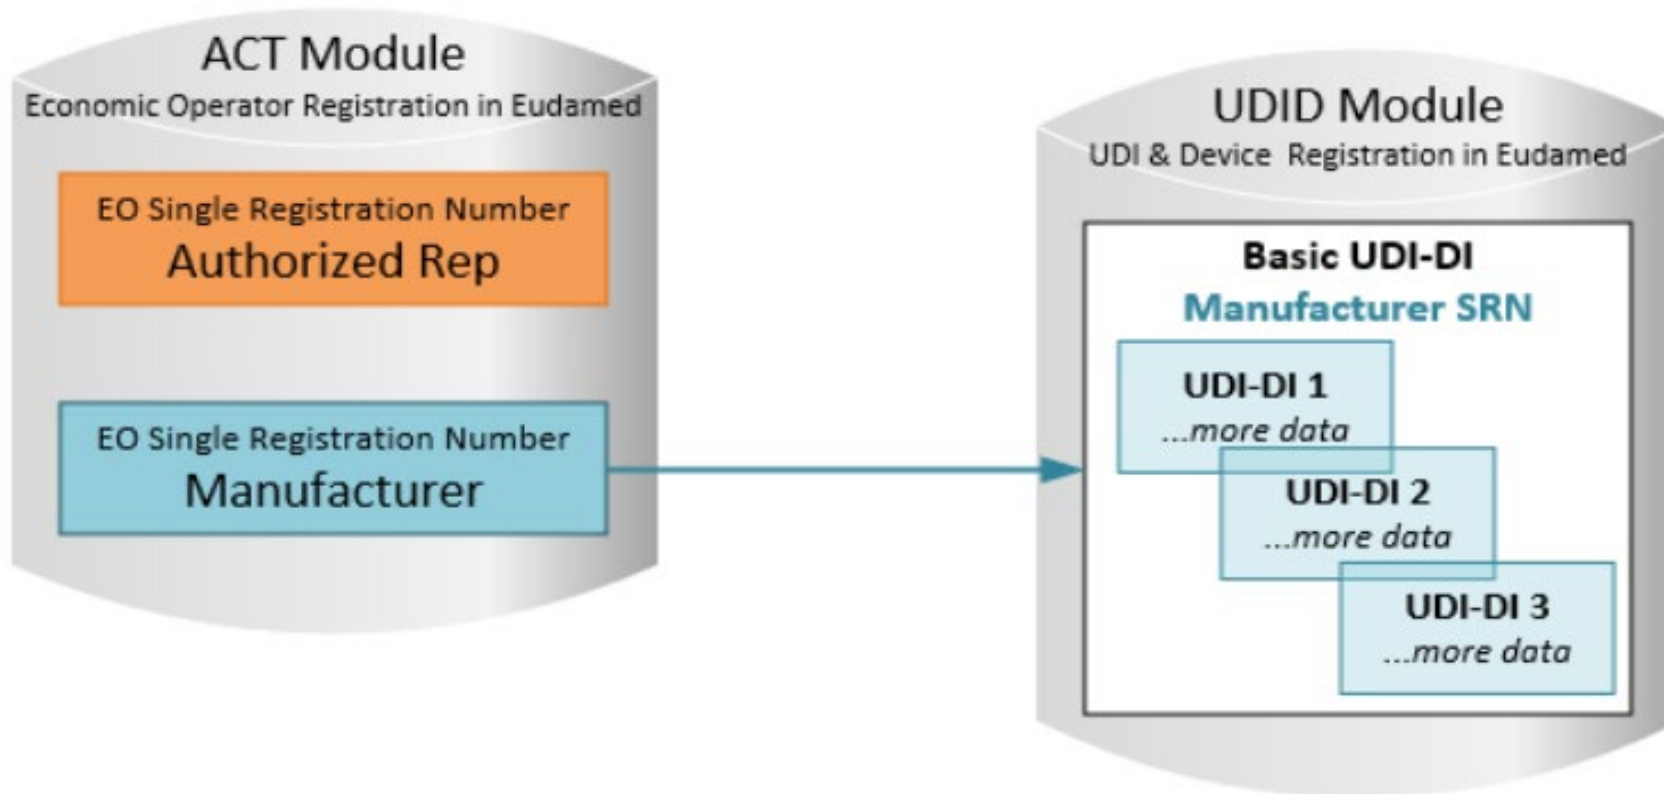 ACT Module
Economic Operator Registration in Eudamed
EO Single Registration Number
Authorized Rep
EO Single Registration Number
Manufacturer
UDID Module
UDI & Device Registration in Eudamed
Basic UDI-DI
Manufacturer SRN
UDI-DI 1
...more data
UDI-DI 2
...more data
UDI-DI 3
...more data